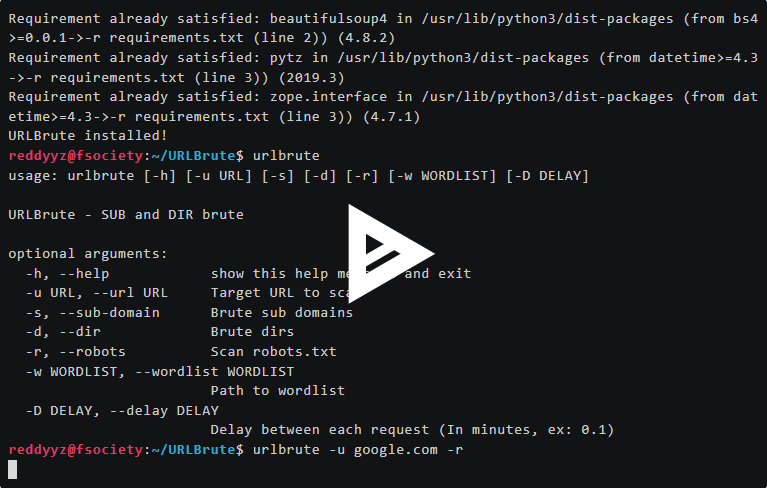 Requirement already satisfied: beautifulsoup4 in /usr/lib/python3/dist-packages (from bs4
>=0.0.1->-r requirements.txt (line 2)) (4.8.2)
Requirement already satisfied: pytz in /usr/lib/python3/dist-packages (from datetime>=4.3
->-r requirements.txt (line 3)) (2019.3)
Requirement already satisfied: zope.interface in /usr/lib/python3/dist-packages (from dat
etime>=4.3->-r requirements.txt (line 3)) (4.7.1)
URLBrute installed!
reddyyz@fsociety:~/URLBrute$ urlbrute
usage: urlbrute [-h] [-u URL] [-s] [-d] [-r] [-w WORDLIST] [-D DELAY]
URLBrute - SUB and DIR brute
optional arguments:
-h, --help show this help and exit
-u URL, --url URL Target URL to
-s, --sub-domain Brute sub domains
-d, --dir Brute dirs
-r, --robots Scan robots.txt
-w WORDLIST, --wordlist WORDLIST
Path to wordlist
-D DELAY, --delay DELAY
Delay between each request (In minutes, ex: 0.1)
reddyyz@fsociety:~/URLBrute$ urlbrute -u google.com -r